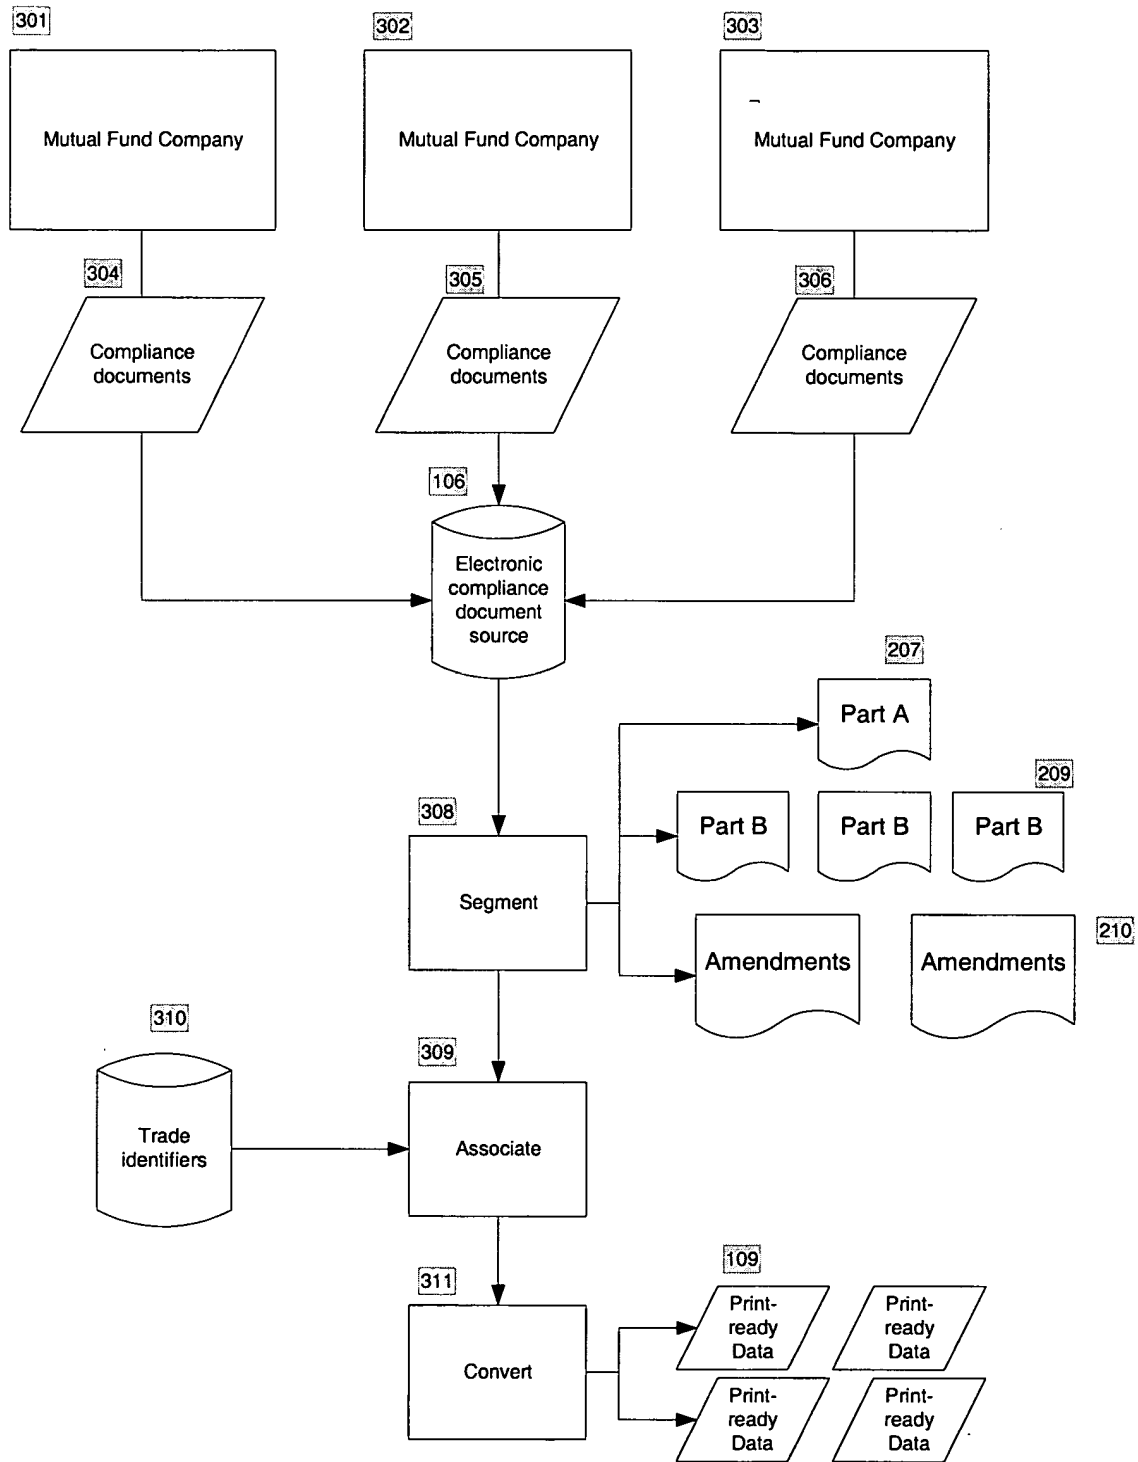 301
302
303
Mutual Fund Company
Mutual Fund Company
Mutual Fund Company
304
305
306
Compliance
documents
Compliance
documents
Compliance
documents
106
Electronic
compliance
document
source
207
Part A
209
Part B
Part B
Part B
308
Segment
210
Amendments
Amendments
310
309
Trade
identifiers
Associate
311
109
Convert
Print-
ready
Data
Print-
ready
Data
Print-
ready
Data
Print-
ready
Data